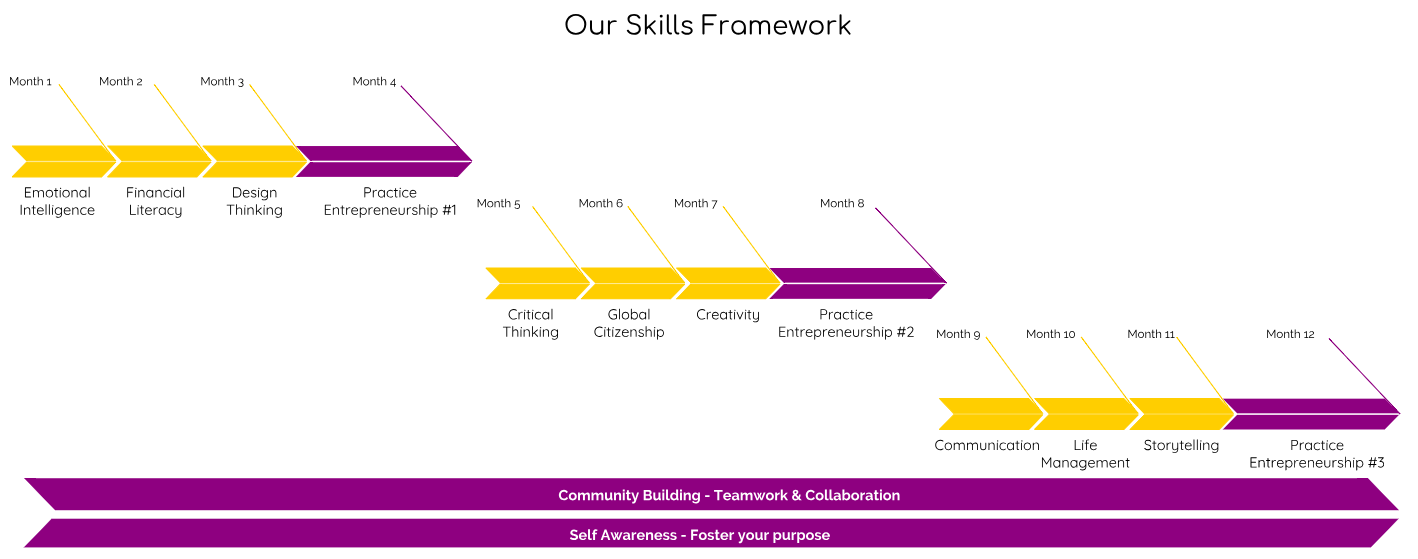 Our Skills Framework
Month 1
Month 2
Month 3
Month 4
Emotional
Intelligence
Financial
Literacy
Design
Thinking
Practice
Entrepreneurship #1
Month 5
Month 6
Month 7
Month 8
Critical
Thinking
Global
Citizenship
Creativity
Practice
Entrepreneurship #2
Month 9
Month 10
Month 11
Month 12
Communication
Life
Management
Storytelling
Practice
Entrepreneurship #3
Community Building - Teamwork & Collaboration
Self Awareness - Foster your purpose